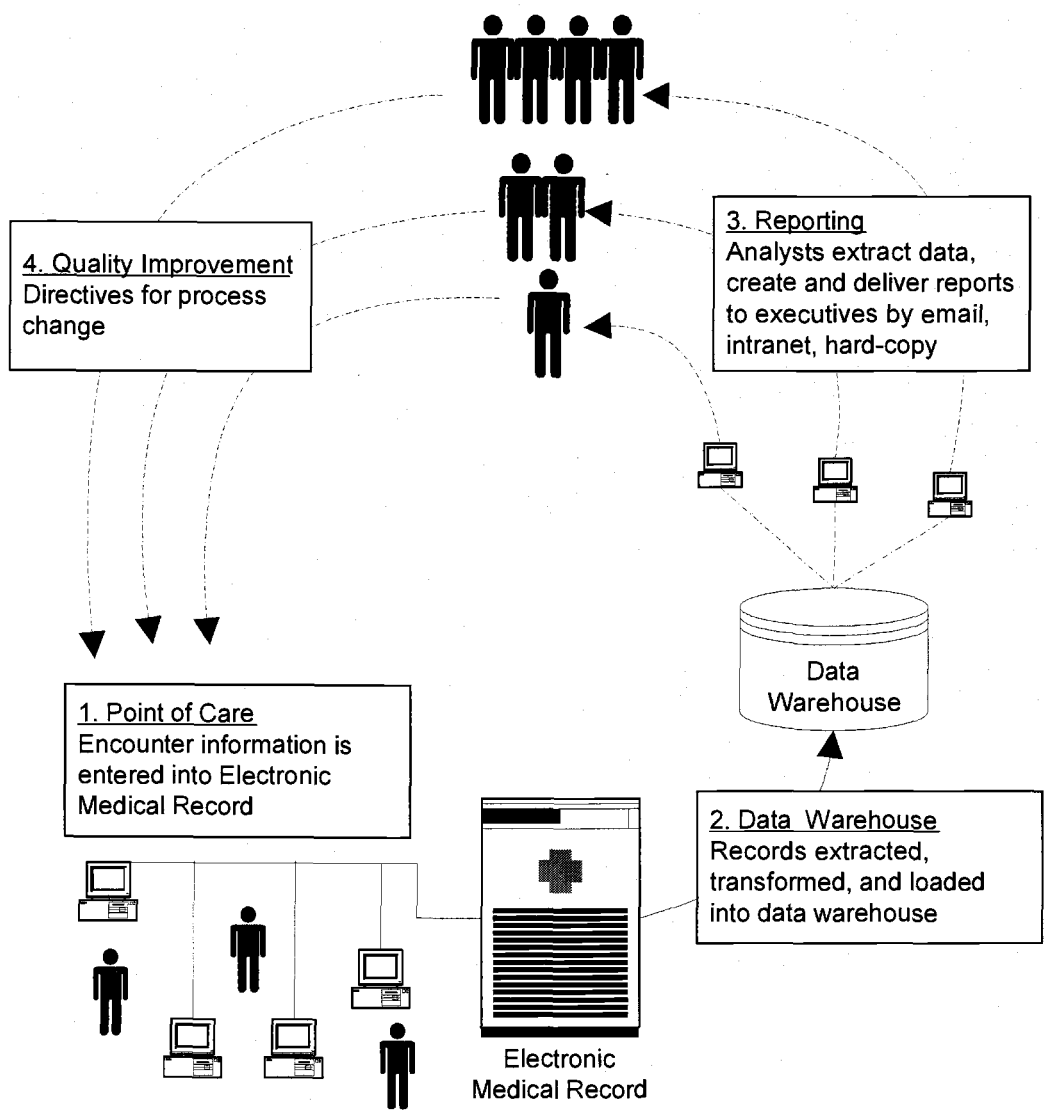 4. Quality Improvement
Directives for process
change
3. Reporting
Analysts extract data,
create and deliver reports
to executives by email,
intranet, hard-copy
Data
Warehouse
1. Point of Care
Encounter information is
entered into Electronic
Medical Record
2. Data Warehouse
Records extracted,
transformed, and loaded
into data warehouse
Electronic
Medical Record